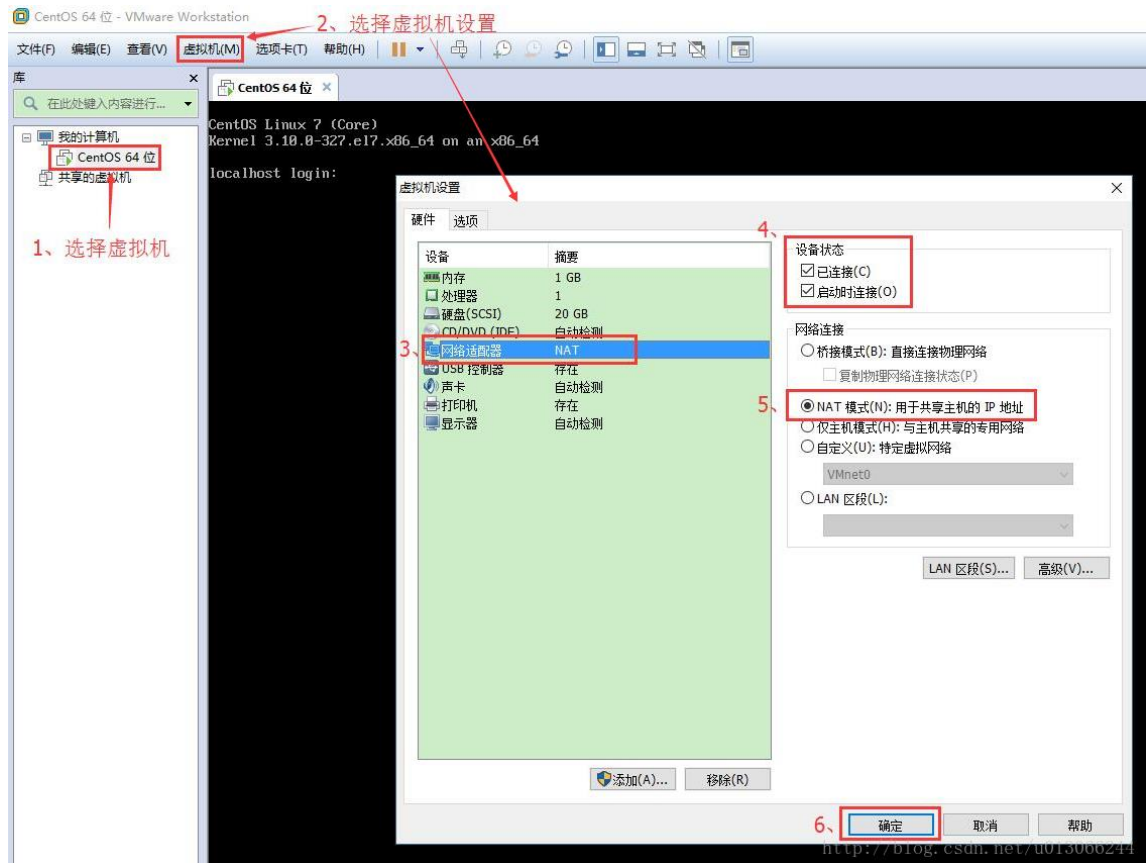 CentOS 64 位 - VMware Workstation
2、选择虚拟机设置
文件(F) 编辑(E) 查看(V) 虚拟机(M) 选项卡(T) 帮助(H)
库
在此处键入内容进行...
我的计算机
CentOS 64 位
共享的虚拟机
1、选择虚拟机
CentOS 64 位
CentOS Linux 7 (Core)
Kernel 3.10.0-327.el7.x86_64 on an x86_64
localhost login:
虚拟机设置
硬件 选项
设备 摘要
内存 1 GB
处理器 1
硬盘(SCSI) 20 GB
CD/DVD (IDE) 自动检测
3、网络适配器 NAT
USB 控制器 存在
声卡 自动检测
打印机 存在
显示器 自动检测
添加(A)... 移除(R)
4、
设备状态
已连接(C)
启动时连接(O)
网络连接
桥接模式(B): 直接连接物理网络
复制物理网络连接状态(P)
5、NAT 模式(N): 用于共享主机的 IP 地址
仅主机模式(H): 与主机共享的专用网络
自定义(U): 特定虚拟网络
VMnet0
LAN 区段(L):
LAN 区段(S)... 高级(V)...
6、确定 取消 帮助
http://blog.csdn.net/u013066244